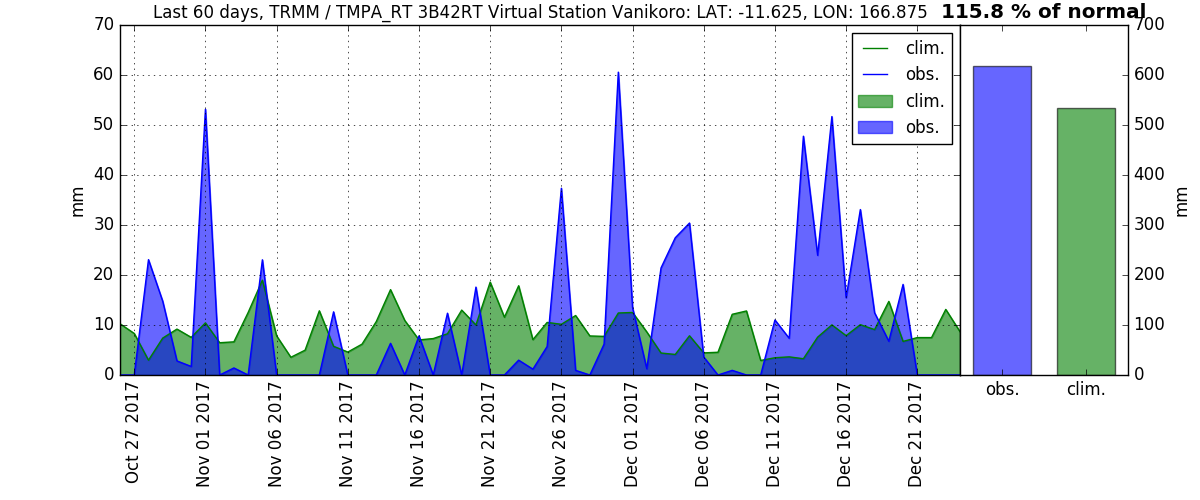 Last 60 days, TRMM / TMPA_RT 3B42RT Virtual Station Vanikoro: LAT: -11.625, LON: 166.875 115.8 % of normal
70
60
50
40
30
20
10
0
mm
clim.
obs.
clim.
obs.
Oct 27 2017
Nov 01 2017
Nov 06 2017
Nov 11 2017
Nov 16 2017
Nov 21 2017
Nov 26 2017
Dec 01 2017
Dec 06 2017
Dec 11 2017
Dec 16 2017
Dec 21 2017
700
600
500
400
300
200
100
0
mm
obs.
clim.